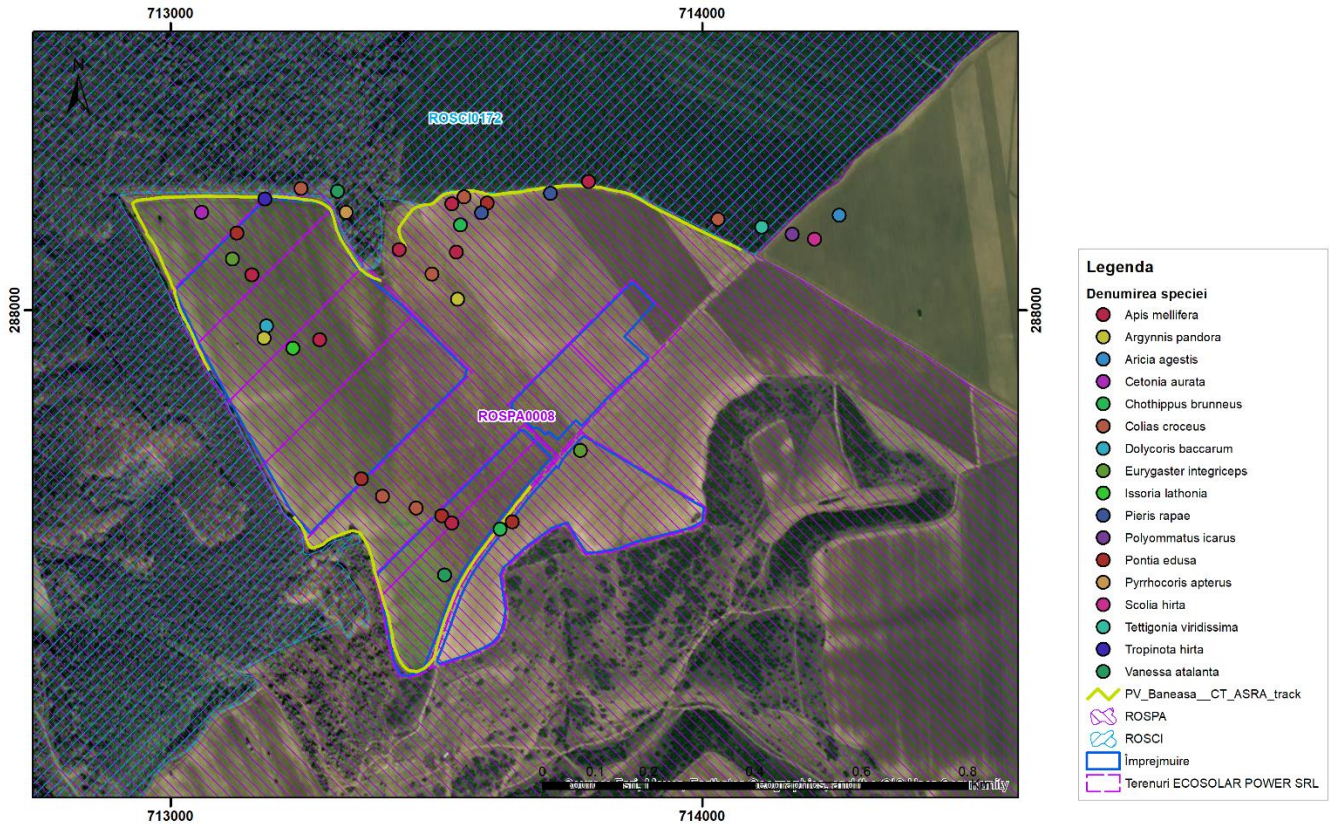 713000
714000
N
ROSCI0172
288000
288000
ROSPA0008
Legenda
Denumirea speciei
Apis mellifera
Argynnis pandora
Aricia agestis
Cetonia aurata
Chothippus brunneus
Colias croceus
Dolycoris baccarum
Eurygaster integriceps
Issoria lathonia
Pieris rapae
Polyommatus icarus
Pontia edusa
Pyrrhocoris apterus
Scolia hirta
Tettigonia viridissima
Tropinota hirta
Vanessa atalanta
PV_Baneasa__CT_ASRA_track
ROSPA
ROSCI
Împrejmuire
Terenuri ECOSOLAR POWER SRL
0 0.1 0.2 0.4 0.6 0.8
713000
714000